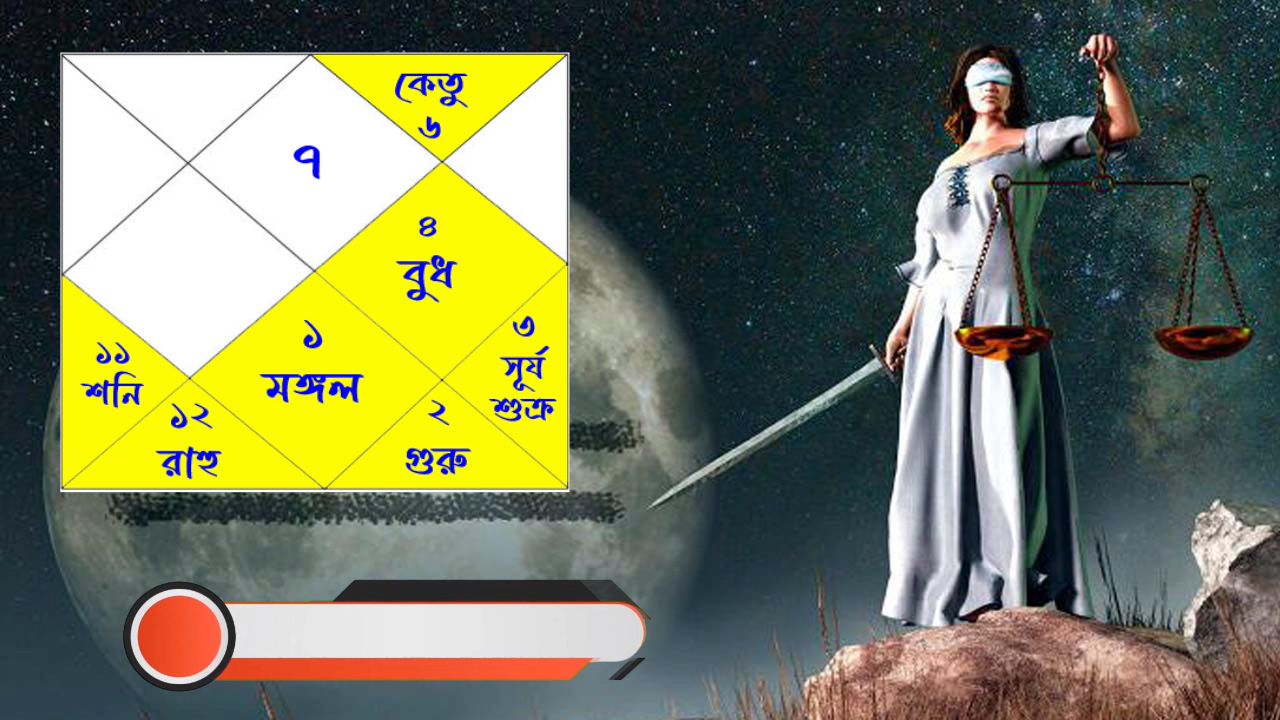 কেতু
৬
৭
৪
বুধ
৩
সূর্য
শুক্র
১
মঙ্গল
১১
শনি
১২
রাহু
২
গুরু